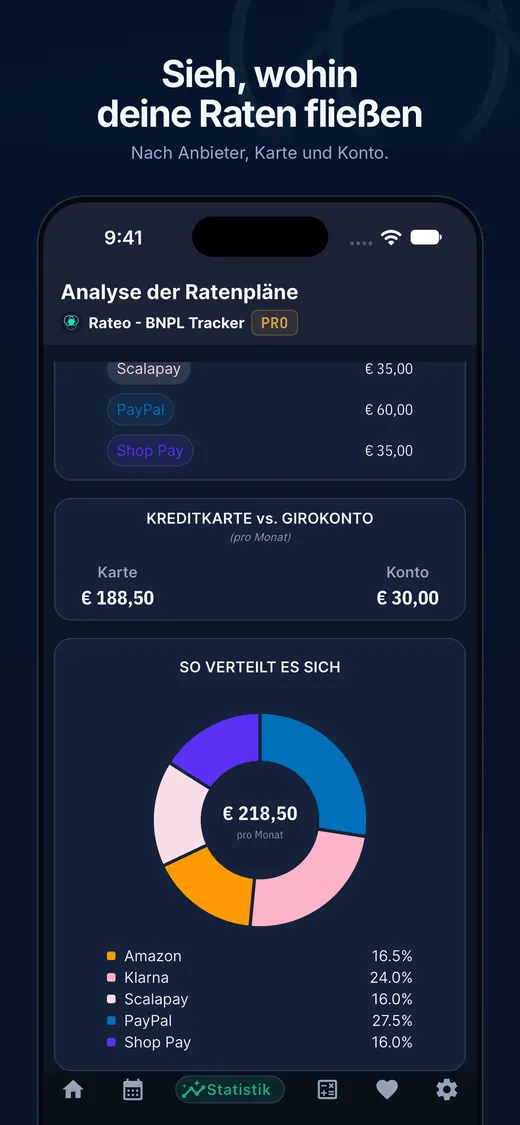 Sieh, wohin
deine Raten fließen
Nach Anbieter, Karte und Konto.
9:41
Analyse der Ratenpläne
Rateo - BNPL Tracker PRO
Scalapay € 35,00
PayPal € 60,00
Shop Pay € 35,00
KREDITKARTE vs. GIROKONTO
(pro Monat)
Karte Konto
€ 188,50 € 30,00
SO VERTEILT ES SICH
€ 218,50
pro Monat
Amazon 16.5%
Klarna 24.0%
Scalapay 16.0%
PayPal 27.5%
Shop Pay 16.0%
Statistik